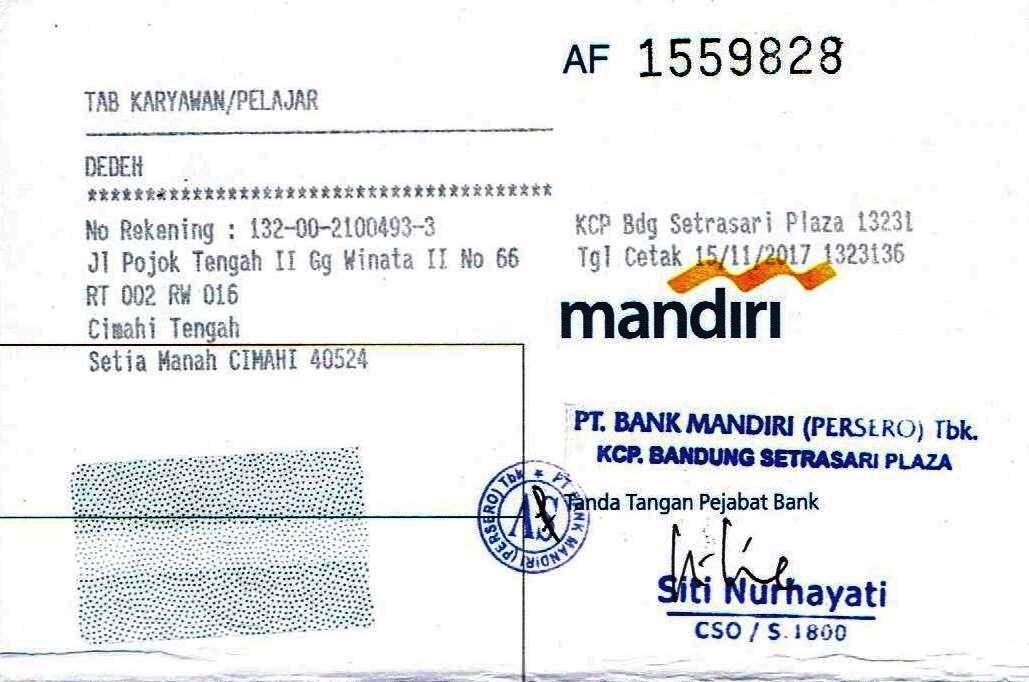 AF 1559828
TAB KARYAWAN/PELAJAR
DEDEH
****************************************
No Rekening : 132-00-2100493-3
Jl Pojok Tengah II Gg Winata II No 66
RT 002 RW 016
Cimahi Tengah
Setia Manah CIMAHI 40524
KCP Bdg Setrasari Plaza 13231
Tgl Cetak 15/11/2017 1323136
mandiri
PT. BANK MANDIRI (PERSERO) Tbk.
KCP. BANDUNG SETRASARI PLAZA
PT BANK MANDIRI (PERSERO) Tbk
AS
Tanda Tangan Pejabat Bank
Siti Nurhayati
CSO / S.1800